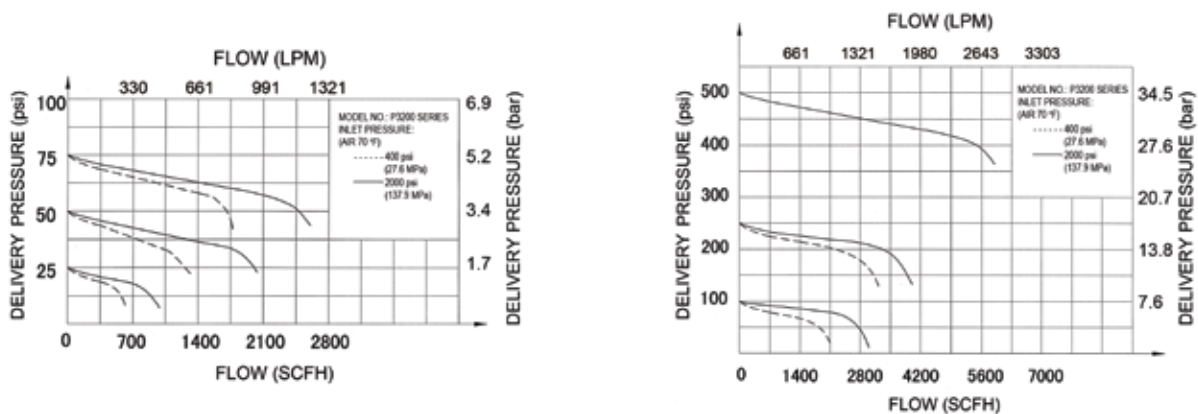 FLOW (LPM)
330 661 991 1321
DELIVERY PRESSURE (psi)
100
75
50
25
6.9
5.2
3.4
1.7
DELIVERY PRESSURE (bar)
MODEL NO.: P3200 SERIES
INLET PRESSURE:
(AIR 70 °F)
400 psi
(27.6 MPa)
2000 psi
(137.9 MPa)
0 700 1400 2100 2800
FLOW (SCFH)
FLOW (LPM)
661 1321 1980 2643 3303
DELIVERY PRESSURE (psi)
500
400
300
200
100
34.5
27.6
20.7
13.8
7.6
DELIVERY PRESSURE (bar)
MODEL NO.: P3200 SERIES
INLET PRESSURE:
(AIR 70 °F)
400 psi
(27.6 MPa)
2000 psi
(137.9 MPa)
0 1400 2800 4200 5600 7000
FLOW (SCFH)